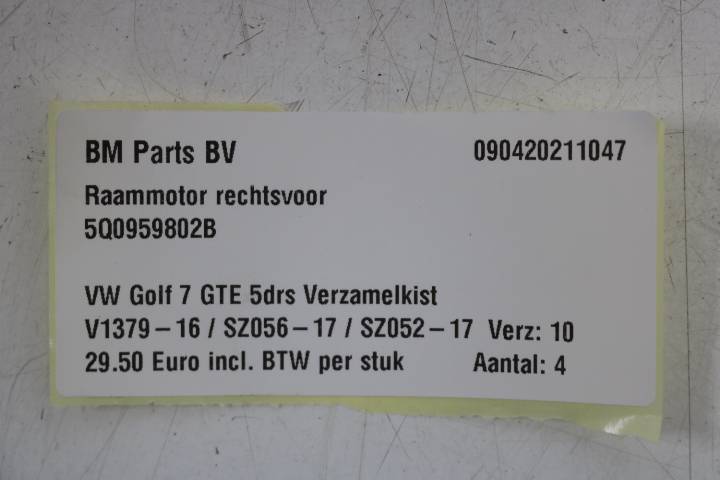 BM Parts BV 090420211047
Raammotor rechtsvoor
5Q0959802B
VW Golf 7 GTE 5drs Verzamelkist
V1379-16 / SZ056-17 / SZ052-17 Verz: 10
29.50 Euro incl. BTW per stuk Aantal: 4